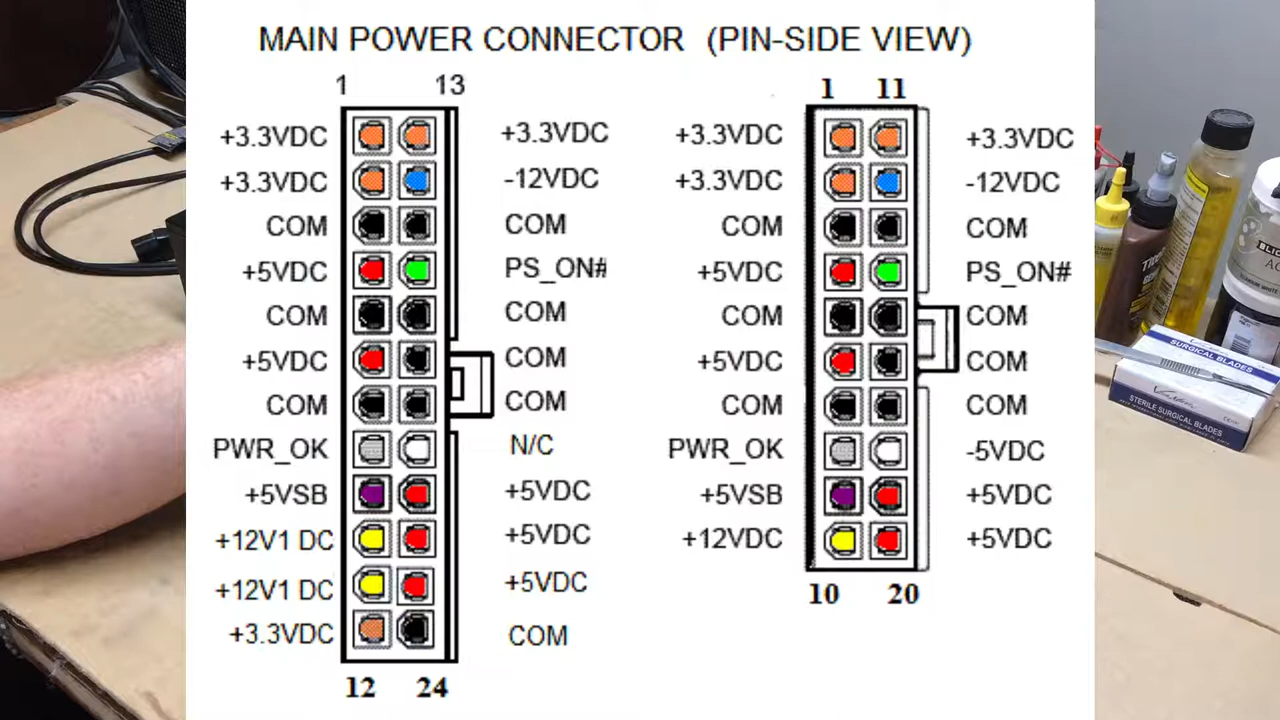 MAIN POWER CONNECTOR (PIN-SIDE VIEW)
1 13
+3.3VDC +3.3VDC
+3.3VDC -12VDC
COM COM
+5VDC PS_ON#
COM COM
+5VDC COM
COM COM
PWR_OK N/C
+5VSB +5VDC
+12V1 DC +5VDC
+12V1 DC +5VDC
+3.3VDC COM
12 24
1 11
+3.3VDC +3.3VDC
+3.3VDC -12VDC
COM COM
+5VDC PS_ON#
COM COM
+5VDC COM
COM COM
PWR_OK -5VDC
+5VSB +5VDC
+12VDC +5VDC
10 20
SURGICAL BLADES
STERILE SURGICAL BLADES